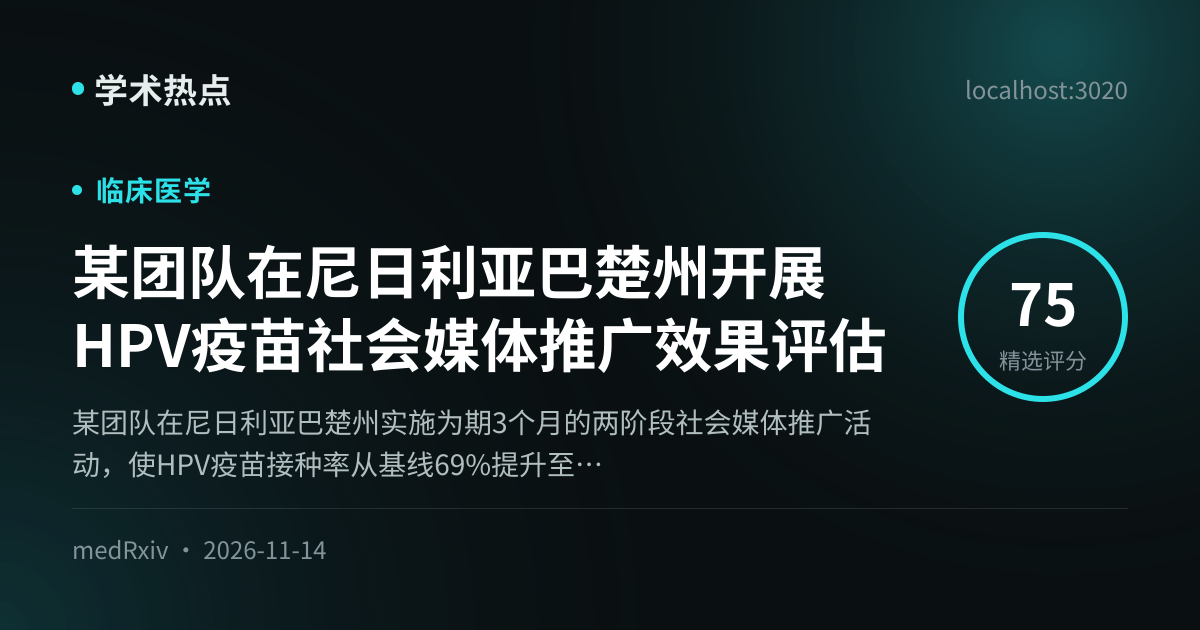 学术热点
localhost:3020
临床医学
某团队在尼日利亚巴楚州开展
HPV疫苗社会媒体推广效果评估
75
精选评分
某团队在尼日利亚巴楚州实施为期3个月的两阶段社会媒体推广活
动，使HPV疫苗接种率从基线69%提升至…
medRxiv · 2026-11-14